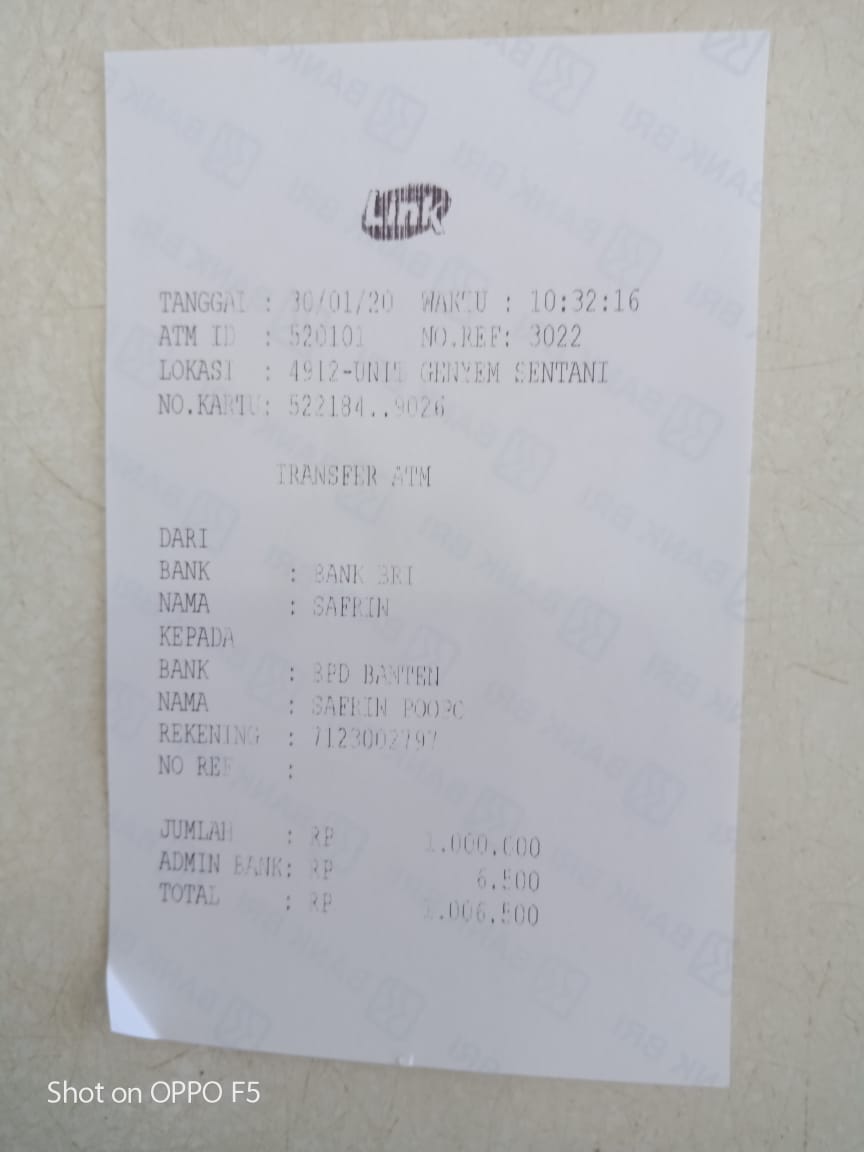 Link
TANGGAL : 30/01/20 WAKTU : 10:32:16
ATM ID : 520101 NO.REF: 3022
LOKASI : 4912-UNIT GENYEM SENTANI
NO.KARTU: 522184..9026
TRANSFER ATM
DARI
BANK : BANK BRI
NAMA : SAFRIN
KEPADA
BANK : BPD BANTEN
NAMA : SAFRIN
REKENING : 7123002797
NO REF :
JUMLAH : RP 1.000.000
ADMIN BANK: RP 6.500
TOTAL : RP 1.006.500
BANK BRI
Shot on OPPO F5